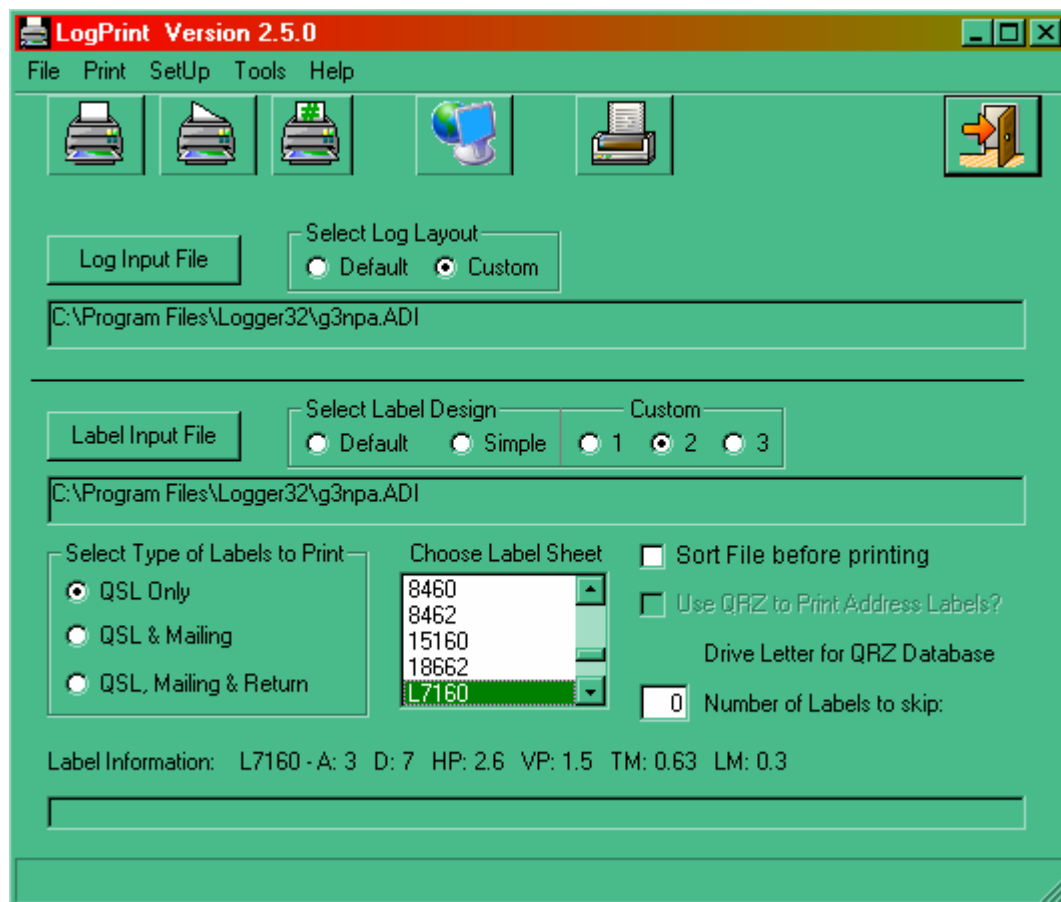 LogPrint Version 2.5.0
File Print SetUp Tools Help
#
Select Log Layout
Log Input File
Default Custom
C:\Program Files\Logger32\g3npa.ADI
Select Label Design Custom
Label Input File
Default Simple 1 2 3
C:\Program Files\Logger32\g3npa.ADI
Select Type of Labels to Print
QSL Only
QSL & Mailing
QSL, Mailing & Return
Choose Label Sheet
8460
8462
15160
18662
L7160
Sort File before printing
Use QRZ to Print Address Labels?
Drive Letter for QRZ Database
0 Number of Labels to skip:
Label Information: L7160 - A: 3 D: 7 HP: 2.6 VP: 1.5 TM: 0.63 LM: 0.3